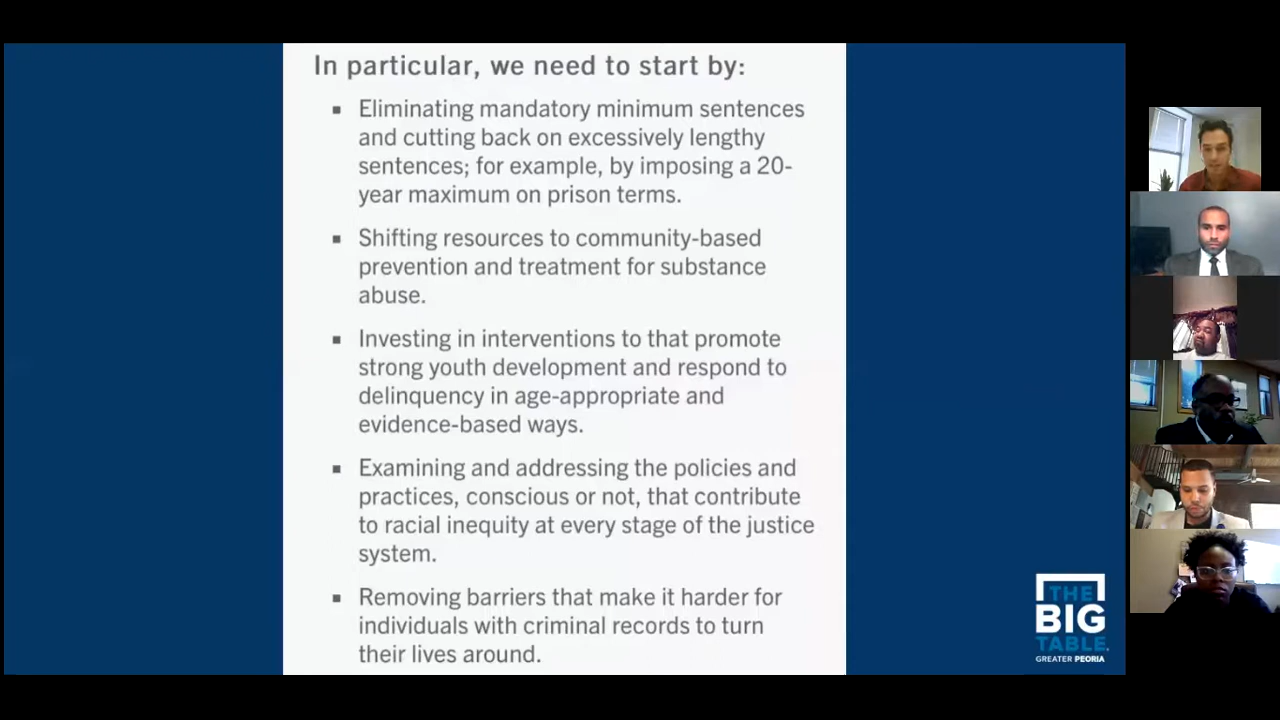 In particular, we need to start by:
▪ Eliminating mandatory minimum sentences
and cutting back on excessively lengthy
sentences; for example, by imposing a 20-
year maximum on prison terms.
▪ Shifting resources to community-based
prevention and treatment for substance
abuse.
▪ Investing in interventions to that promote
strong youth development and respond to
delinquency in age-appropriate and
evidence-based ways.
▪ Examining and addressing the policies and
practices, conscious or not, that contribute
to racial inequity at every stage of the justice
system.
▪ Removing barriers that make it harder for
individuals with criminal records to turn
their lives around.
THE
BIG
TABLE.
GREATER PEORIA